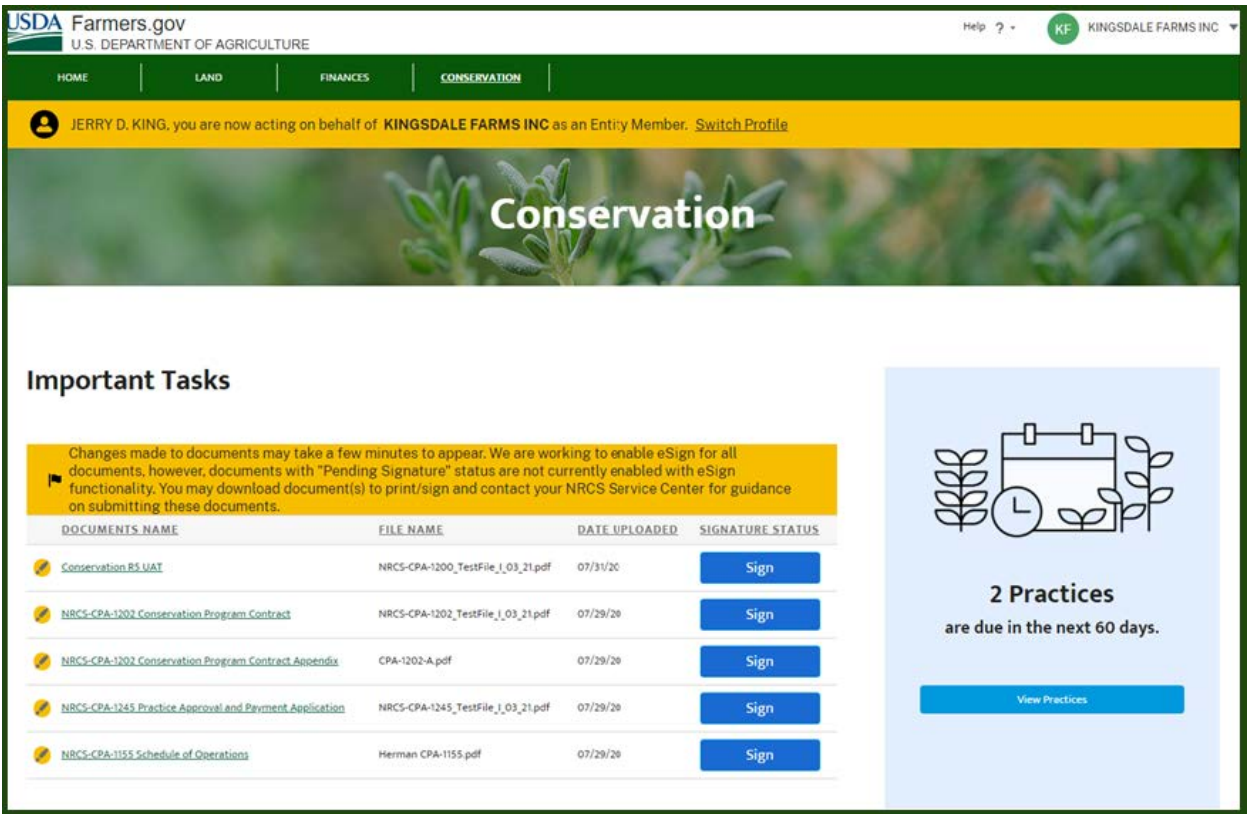 USDA Farmers.gov
U.S. DEPARTMENT OF AGRICULTURE
Help ? KF KINGSDALE FARMS INC
HOME LAND FINANCES CONSERVATION
JERRY D. KING, you are now acting on behalf of KINGSDALE FARMS INC as an Entity Member. Switch Profile
Conservation
Important Tasks
Changes made to documents may take a few minutes to appear. We are working to enable eSign for all
documents, however, documents with "Pending Signature" status are not currently enabled with eSign
functionality. You may download document(s) to print/sign and contact your NRCS Service Center for guidance
on submitting these documents.
DOCUMENTS NAME FILE NAME DATE UPLOADED SIGNATURE STATUS
Conservation R5 UAT NRCS-CPA-1200_TestFile_I_03_21.pdf 07/31/20 Sign
NRCS-CPA-1202 Conservation Program Contract NRCS-CPA-1202_TestFile_I_03_21.pdf 07/29/20 Sign
NRCS-CPA-1202 Conservation Program Contract Appendix CPA-1202-A.pdf 07/29/20 Sign
NRCS-CPA-1245 Practice Approval and Payment Application NRCS-CPA-1245_TestFile_I_03_21.pdf 07/29/20 Sign
NRCS-CPA-1155 Schedule of Operations Herman CPA-1155.pdf 07/29/20 Sign
2 Practices
are due in the next 60 days.
View Practices